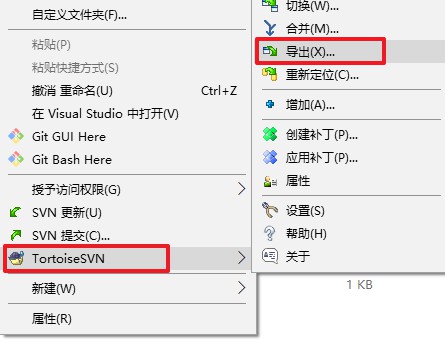 自定义文件夹(F)...
粘贴(P)
粘贴快捷方式(S)
撤消 重命名(U) Ctrl+Z
在 Visual Studio 中打开(V)
Git GUI Here
Git Bash Here
授予访问权限(G)
SVN 更新(U)
SVN 提交(C)...
TortoiseSVN
新建(W)
属性(R)
切换(W)...
合并(M)...
导出(X)...
重新定位(C)...
增加(A)...
创建补丁(P)...
应用补丁(P)...
属性
设置(S)
帮助(H)
关于
1 KB